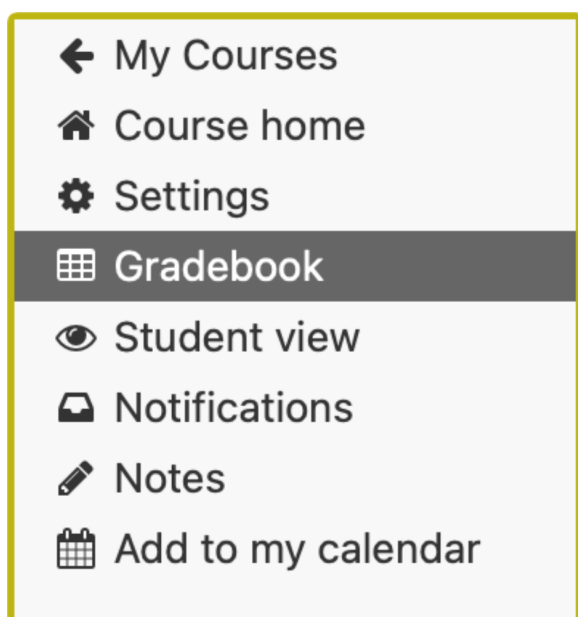 My Courses
Course home
Settings
Gradebook
Student view
Notifications
Notes
Add to my calendar